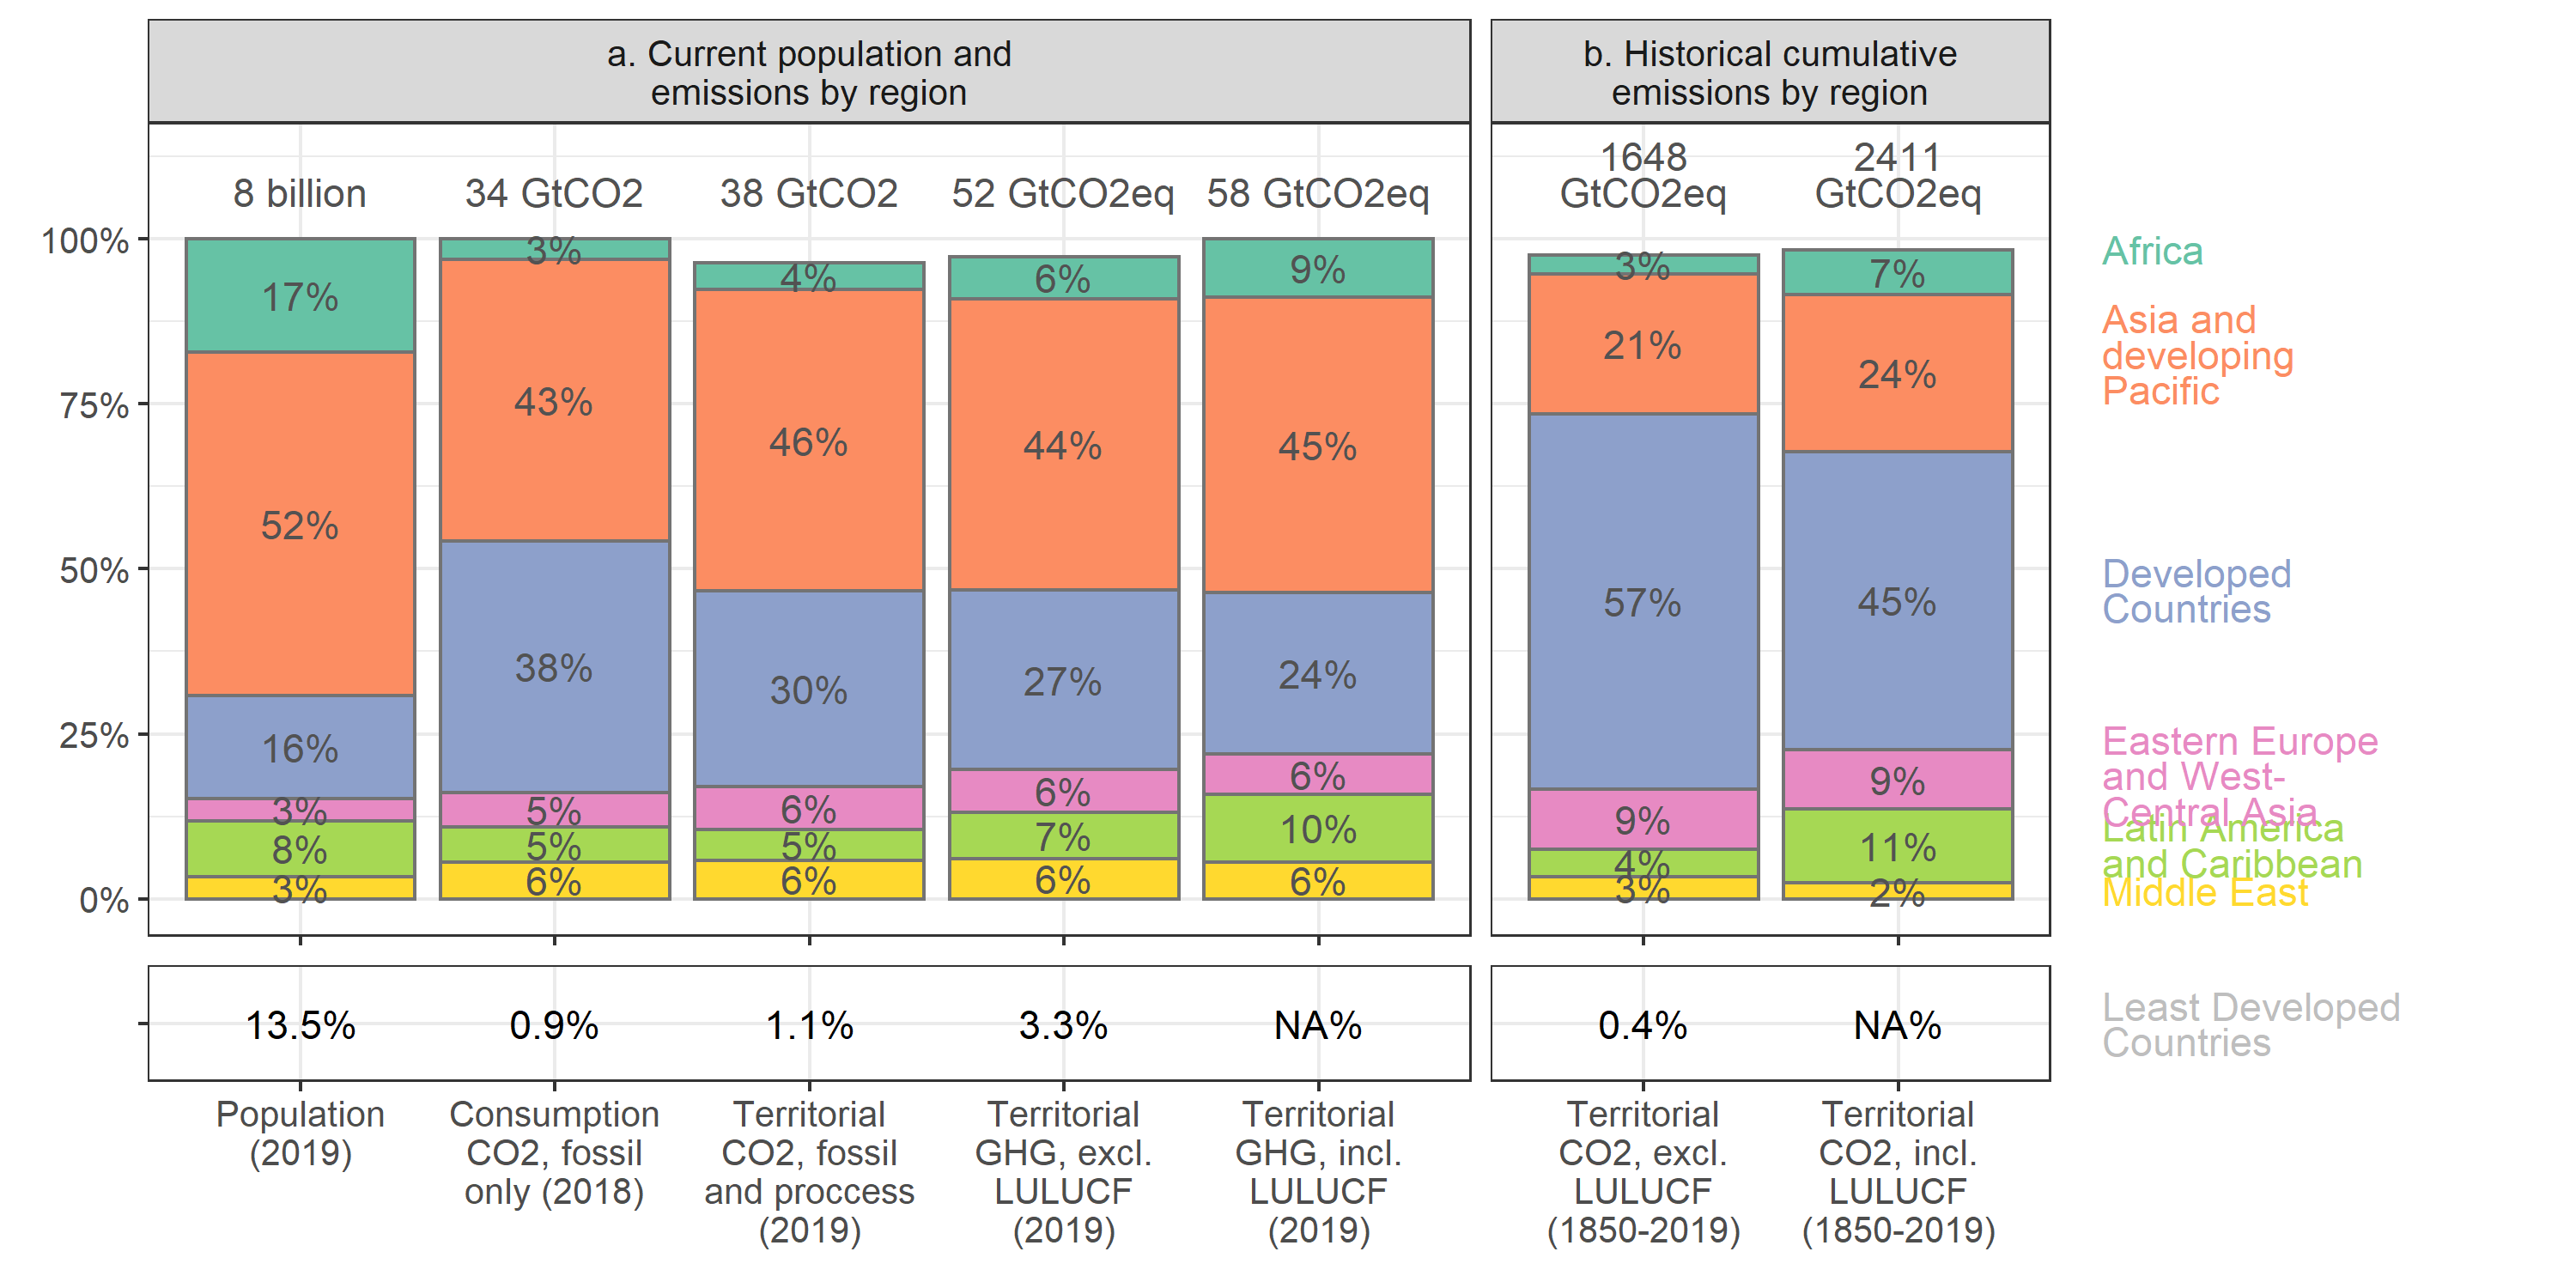 a. Current population and
emissions by region
b. Historical cumulative
emissions by region
8 billion
34 GtCO2
38 GtCO2
52 GtCO2eq
58 GtCO2eq
1648
GtCO2eq
2411
GtCO2eq
100%
75%
50%
25%
0%
17%
52%
16%
3%
8%
3%
3%
43%
38%
5%
5%
6%
4%
46%
30%
6%
5%
6%
6%
44%
27%
6%
7%
6%
9%
45%
24%
6%
10%
6%
3%
21%
57%
9%
4%
3%
7%
24%
45%
9%
11%
2%
Africa
Asia and
developing
Pacific
Developed
Countries
Eastern Europe
and West-
Central Asia
Latin America
and Caribbean
Middle East
13.5%
0.9%
1.1%
3.3%
NA%
0.4%
NA%
Least Developed
Countries
Population
(2019)
Consumption
CO2, fossil
only (2018)
Territorial
CO2, fossil
and proccess
(2019)
Territorial
GHG, excl.
LULUCF
(2019)
Territorial
GHG, incl.
LULUCF
(2019)
Territorial
CO2, excl.
LULUCF
(1850-2019)
Territorial
CO2, incl.
LULUCF
(1850-2019)